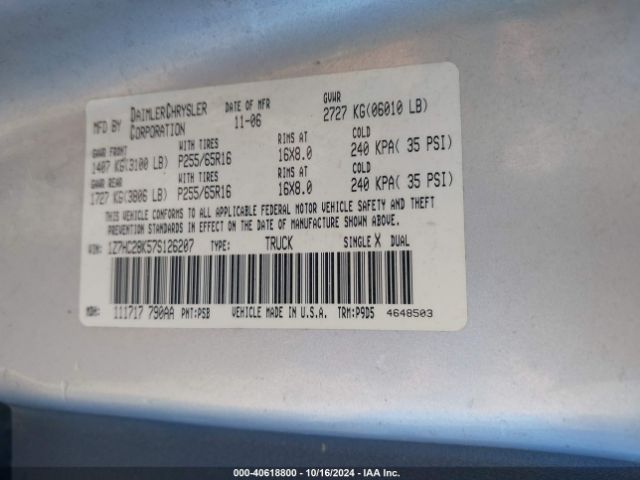 MFD BY DAIMLERCHRYSLER CORPORATION DATE OF MFR 11-06 GVWR 2727 KG(06010 LB)
GAWR FRONT WITH TIRES RIMS AT COLD
1407 KG(3100 LB) P255/65R16 16X8.0 240 KPA( 35 PSI)
GAWR REAR WITH TIRES RIMS AT COLD
1727 KG(3806 LB) P255/65R16 16X8.0 240 KPA( 35 PSI)
THIS VEHICLE CONFORMS TO ALL APPLICABLE FEDERAL MOTOR VEHICLE SAFETY AND THEFT
PREVENTION STANDARDS IN EFFECT ON THE DATE OF MANUFACTURE SHOWN ABOVE.
VIN: 1Z7HC28K57S126207 TYPE: TRUCK SINGLE X DUAL
MDH: 111717 790AA PNT:PSB VEHICLE MADE IN U.S.A. TRM:P9D5 4648503
000-40618800 - 10/16/2024 - IAA Inc.